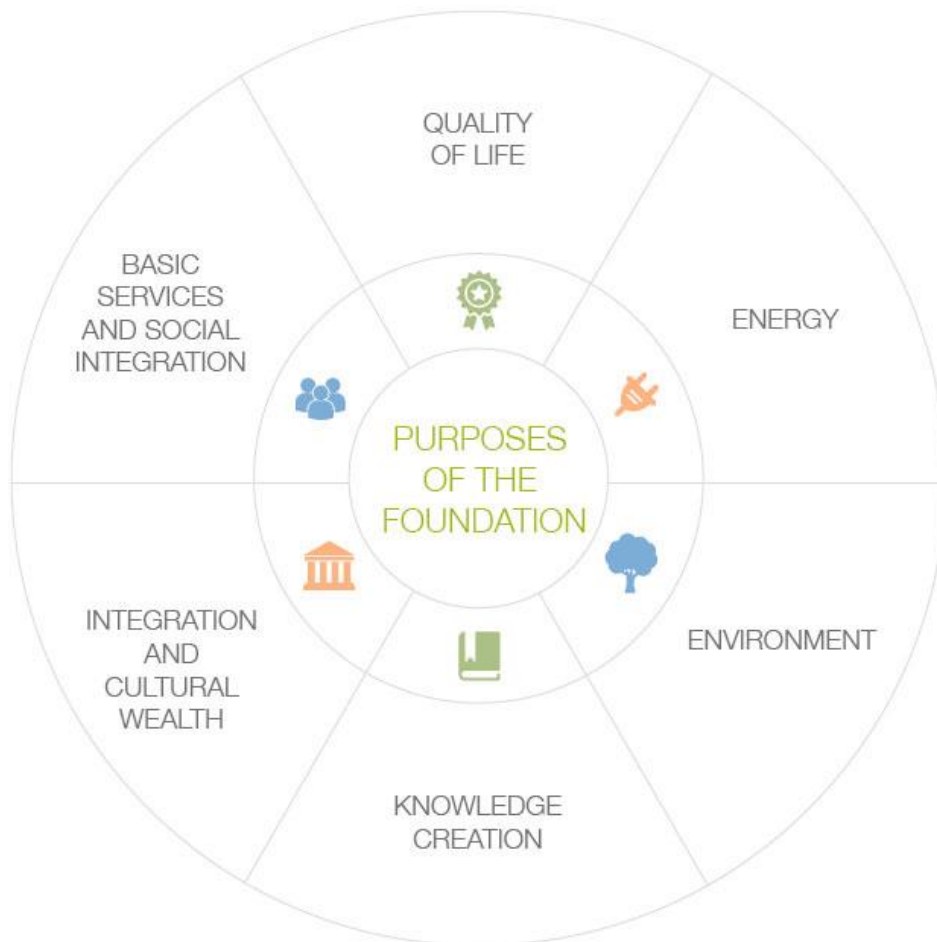 QUALITY
OF LIFE
ENERGY
ENVIRONMENT
KNOWLEDGE
CREATION
INTEGRATION
AND
CULTURAL
WEALTH
BASIC
SERVICES
AND SOCIAL
INTEGRATION
PURPOSES
OF THE
FOUNDATION